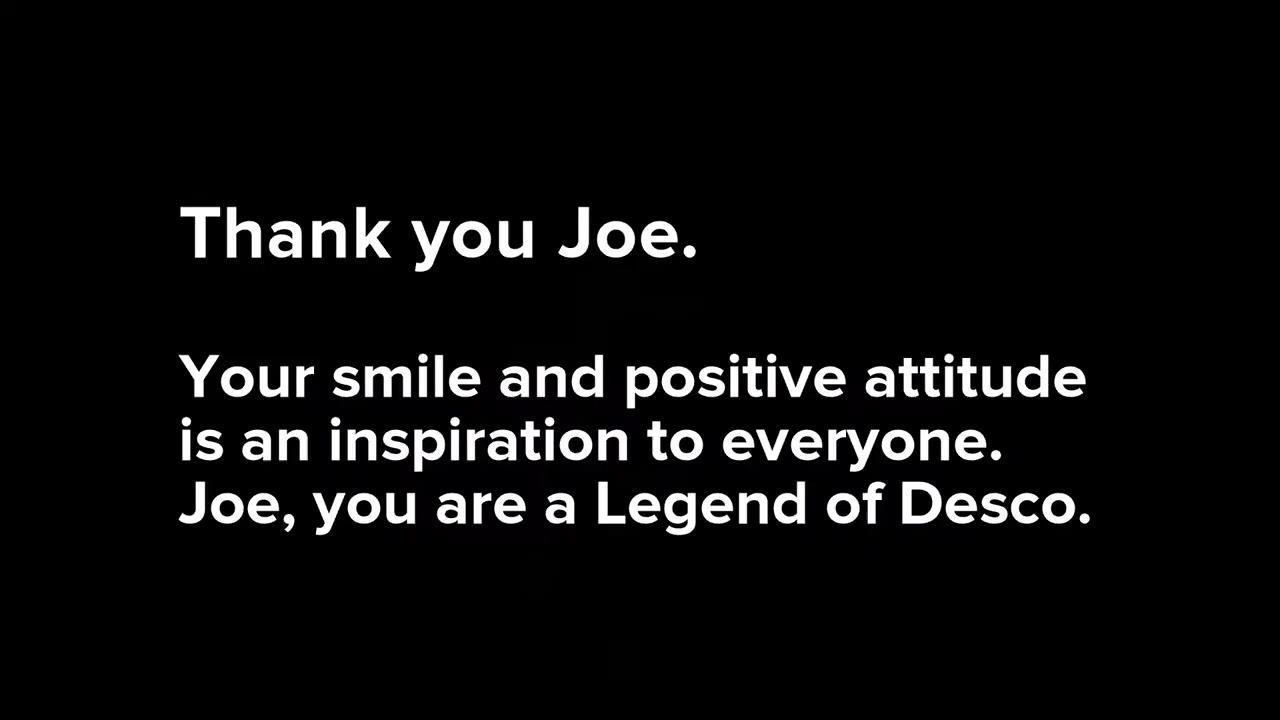 Thank you Joe.
Your smile and positive attitude
is an inspiration to everyone.
Joe, you are a Legend of Desco.